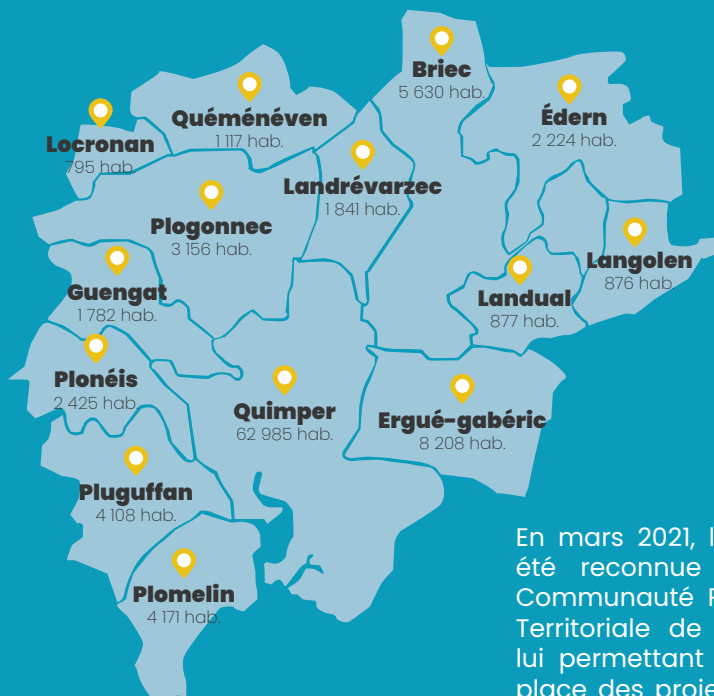 Briec
5 630 hab.
Quéménéven
1 117 hab.
Édern
2 224 hab.
Locronan
795 hab.
Landrévarzec
1 841 hab.
Plogonnec
3 156 hab.
Langolen
876 hab.
Guengat
1 782 hab.
Landual
877 hab.
Plonéis
2 425 hab.
Quimper
62 985 hab.
Ergué-gabéric
8 208 hab.
Pluguffan
4 108 hab.
Plomelin
4 171 hab.
En mars 2021,
été reconnue
Communauté
Territoriale de
lui permettant
place des